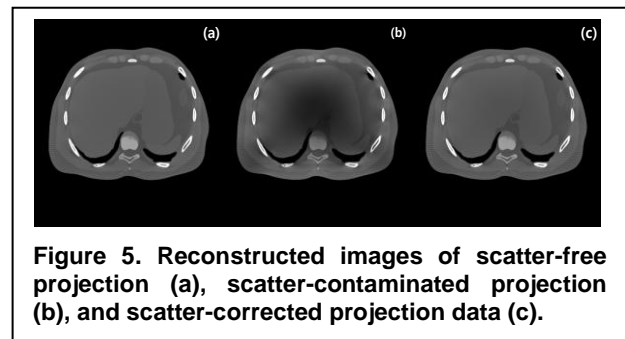 (a) (b) (c)
Figure 5. Reconstructed images of scatter-free
projection (a), scatter-contaminated projection
(b), and scatter-corrected projection data (c).